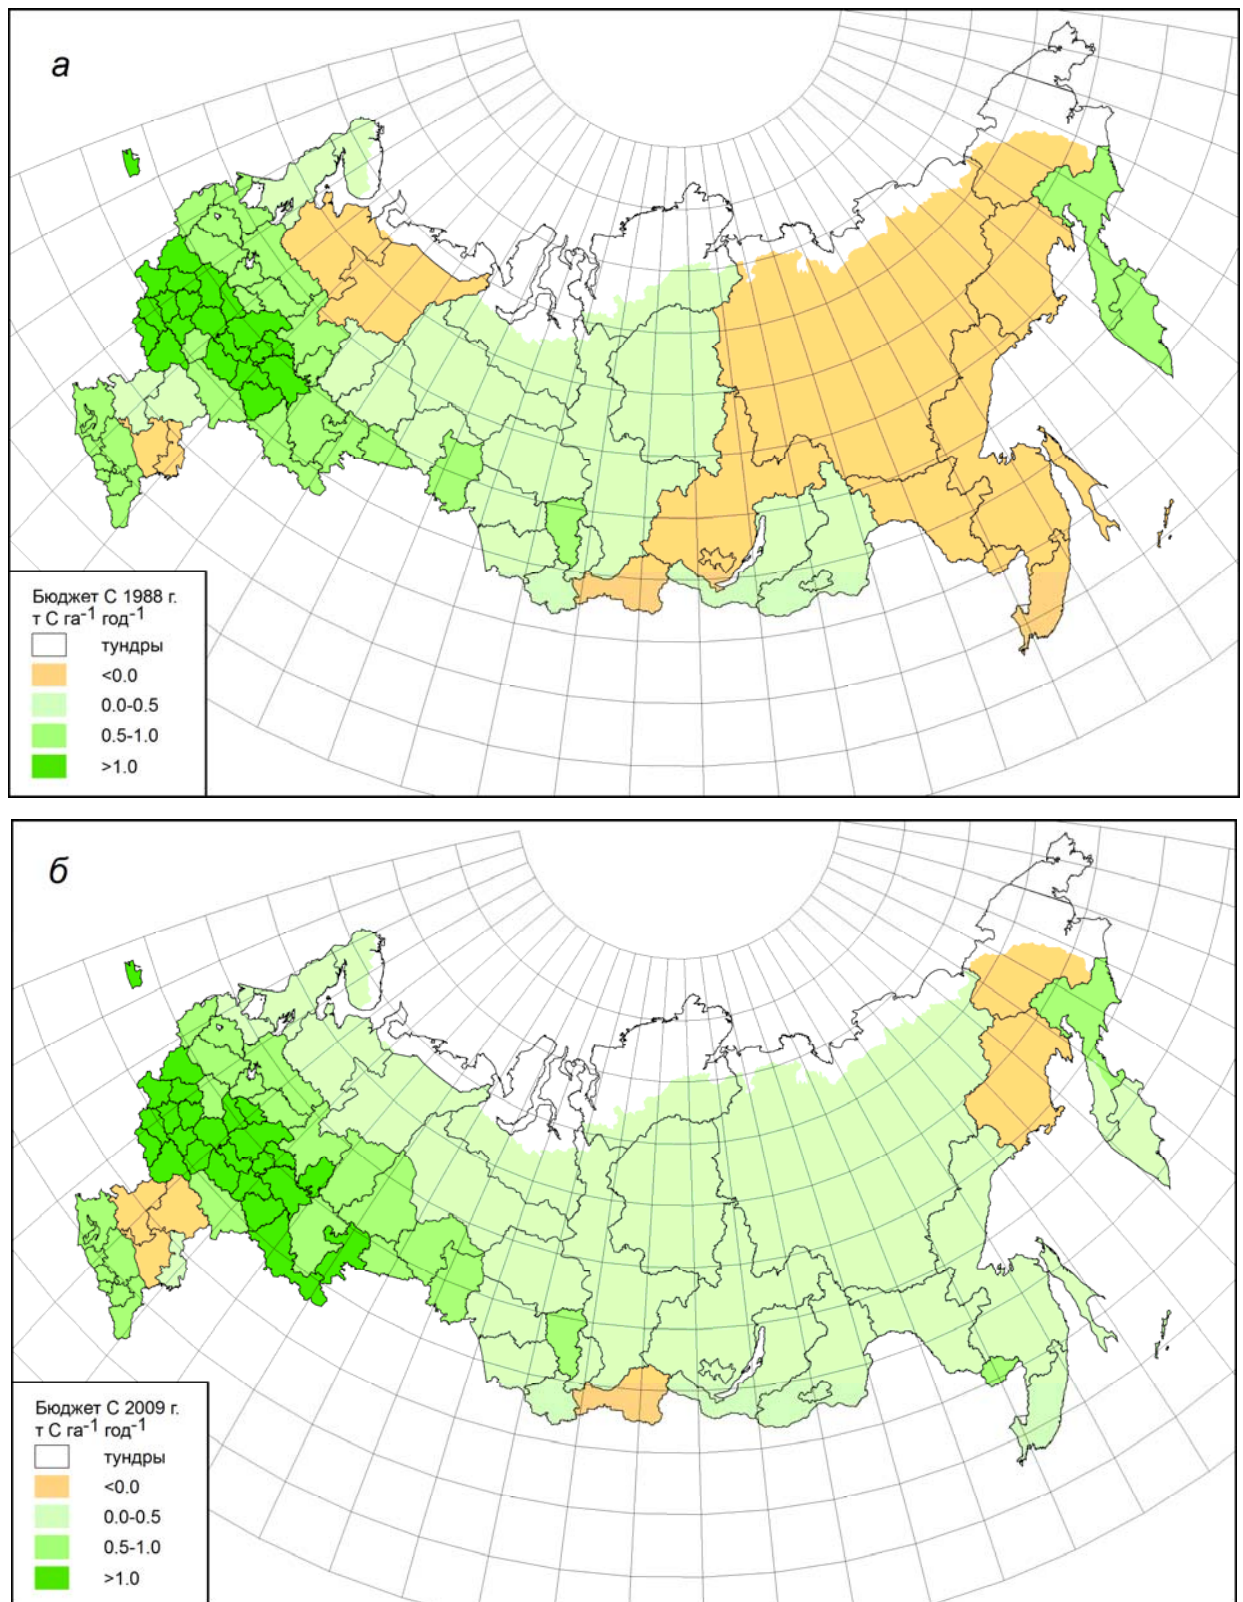 а
Бюджет С 1988 г.
т С га⁻¹ год⁻¹
тундры
<0.0
0.0-0.5
0.5-1.0
>1.0
б
Бюджет С 2009 г.
т С га⁻¹ год⁻¹
тундры
<0.0
0.0-0.5
0.5-1.0
>1.0